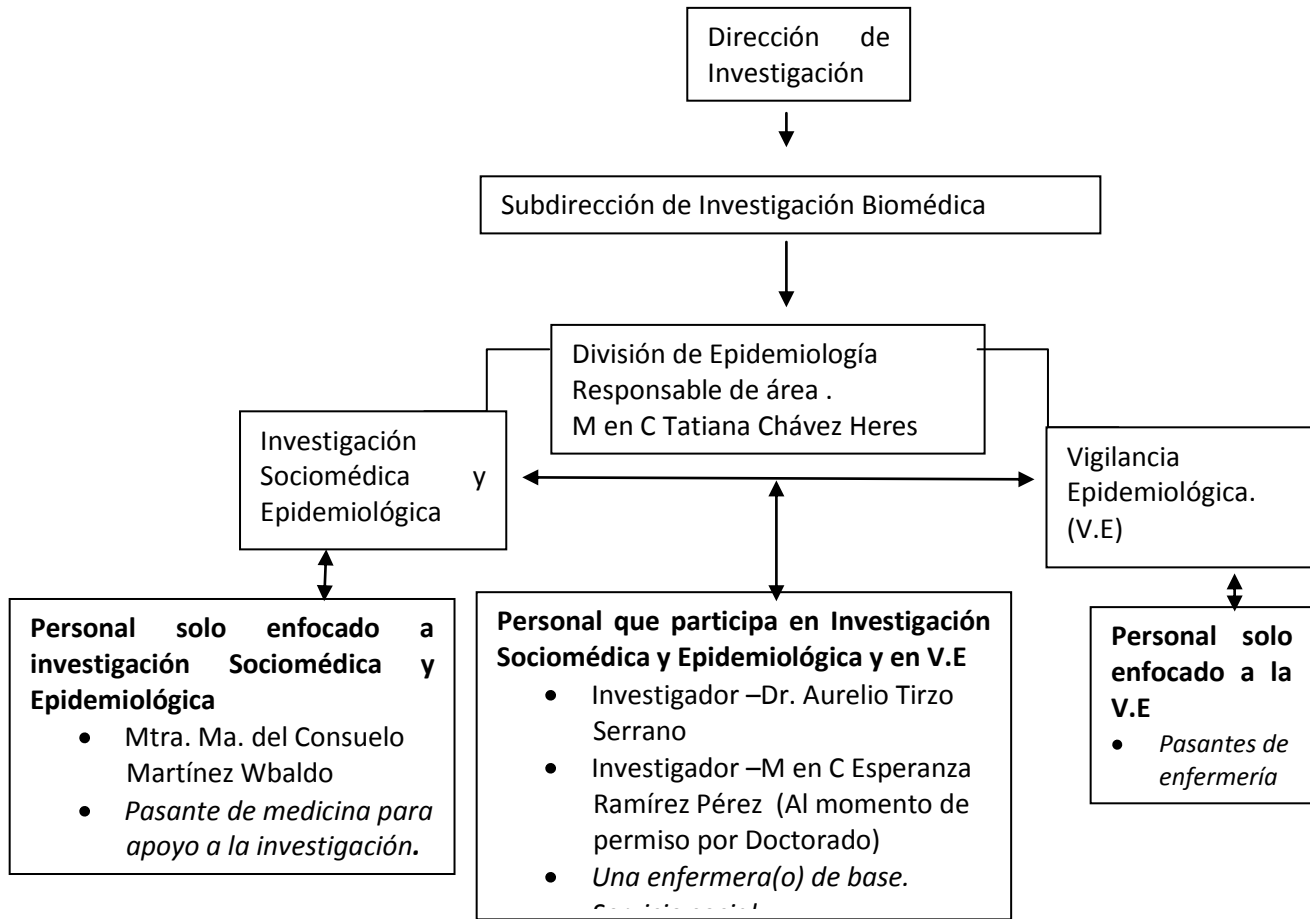 Dirección de
Investigación
Subdirección de Investigación Biomédica
División de Epidemiología
Responsable de área .
M en C Tatiana Chávez Heres
Investigación
Sociomédica y
Epidemiológica
Vigilancia
Epidemiológica.
(V.E)
Personal solo enfocado a
investigación Sociomédica y
Epidemiológica
• Mtra. Ma. del Consuelo
Martínez Wbaldo
• Pasante de medicina para
apoyo a la investigación.
Personal que participa en Investigación
Sociomédica y Epidemiológica y en V.E
• Investigador –Dr. Aurelio Tirzo
Serrano
• Investigador –M en C Esperanza
Ramírez Pérez (Al momento de
permiso por Doctorado)
• Una enfermera(o) de base.
Personal solo
enfocado a la
V.E
• Pasantes de
enfermería